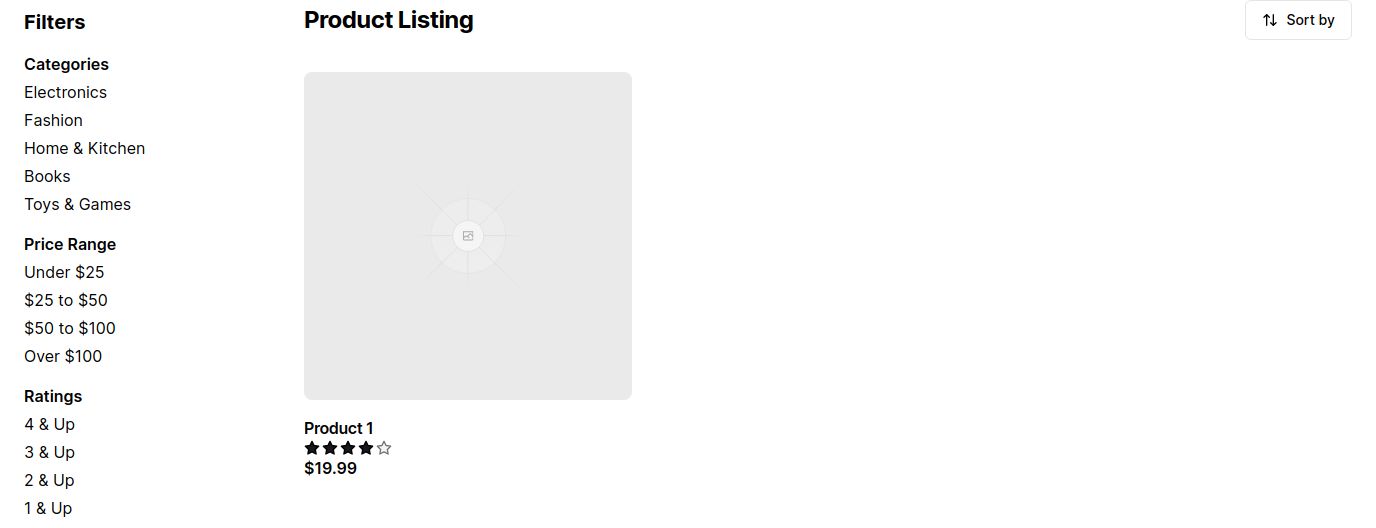 Filters
Categories
Electronics
Fashion
Home & Kitchen
Books
Toys & Games
Price Range
Under $25
$25 to $50
$50 to $100
Over $100
Ratings
4 & Up
3 & Up
2 & Up
1 & Up
Product Listing
Sort by
Product 1
$19.99